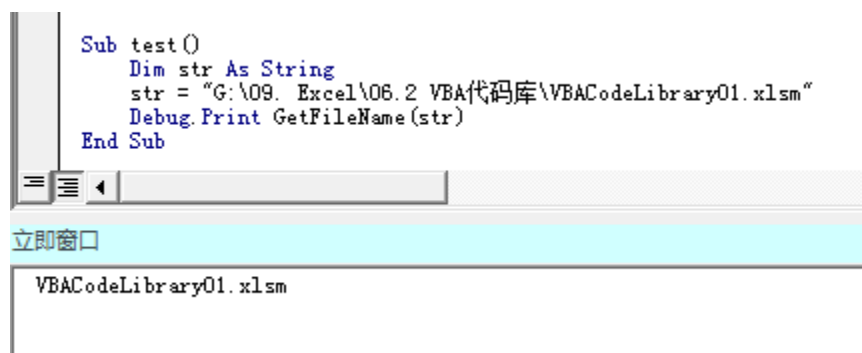 Sub test()
Dim str As String
str = "G:\09. Excel\06.2 VBA代码库\VBACodeLibrary01.xlsm"
Debug.Print GetFileName(str)
End Sub
立即窗口
VBACodeLibrary01.xlsm